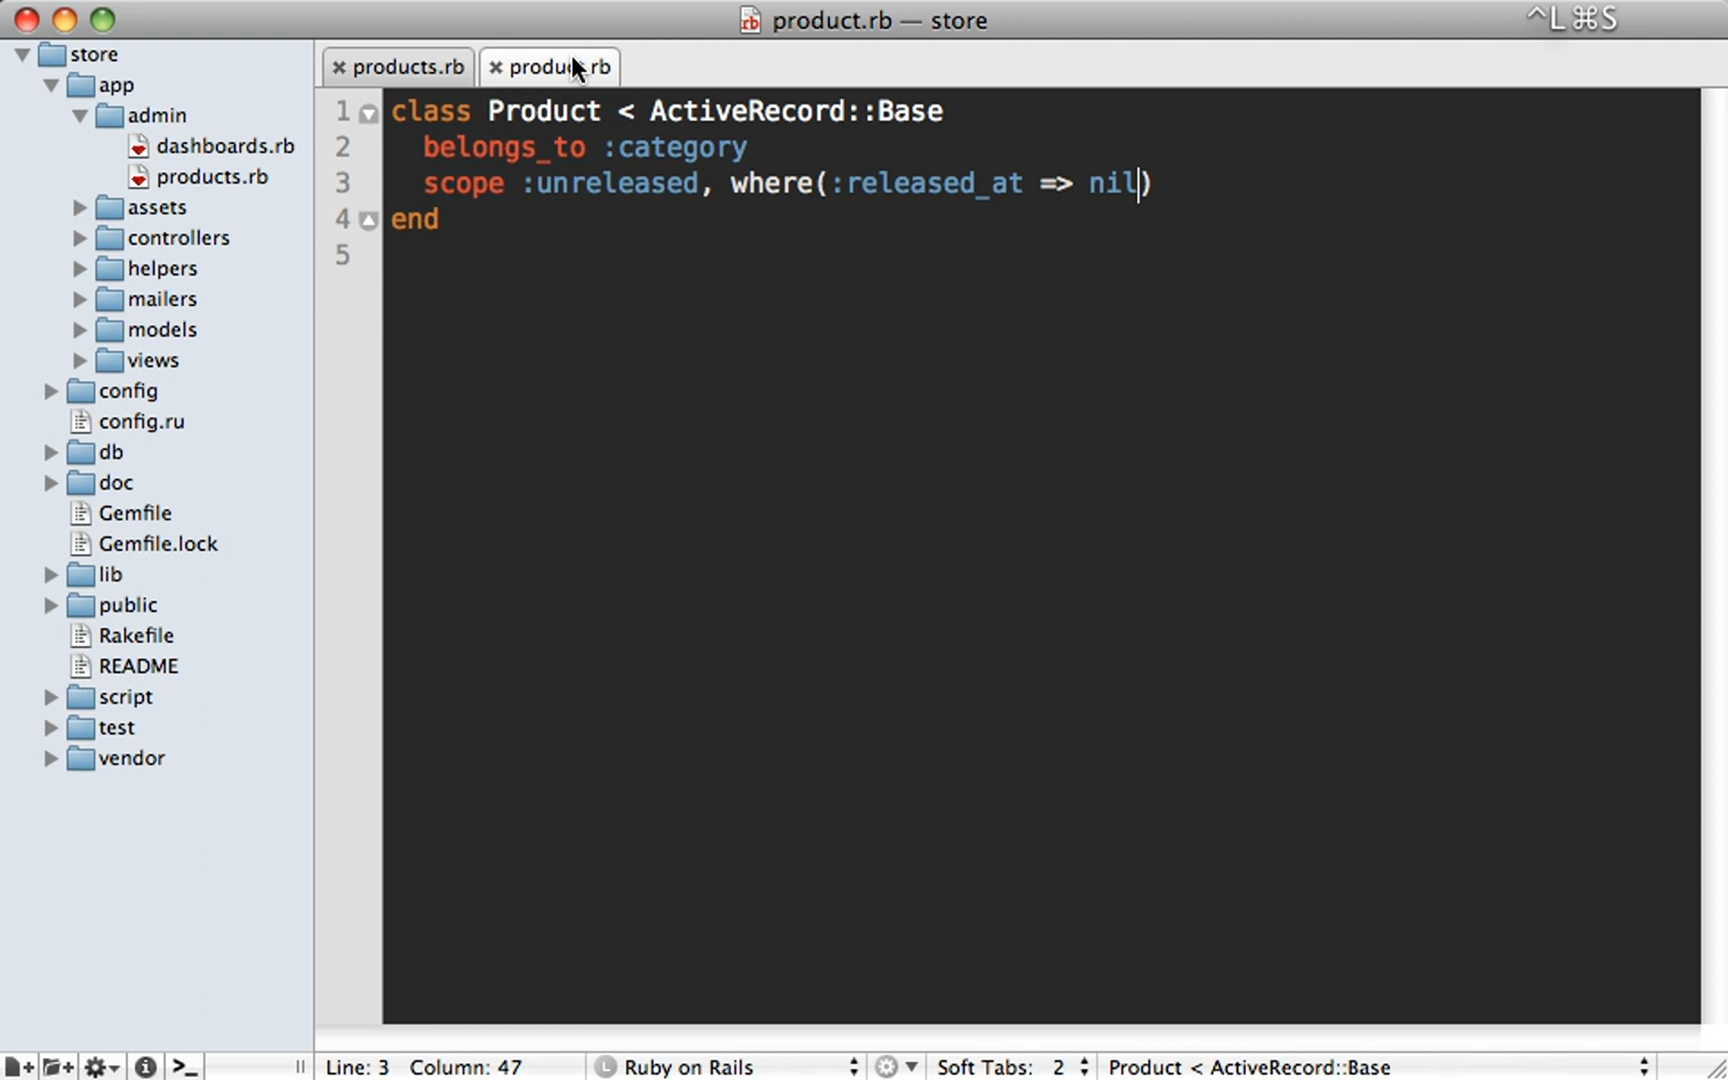 product.rb — store
^L ⌘S
store
app
admin
dashboards.rb
products.rb
assets
controllers
helpers
mailers
models
views
config
config.ru
db
doc
Gemfile
Gemfile.lock
lib
public
Rakefile
README
script
test
vendor
products.rb
product.rb
1 class Product < ActiveRecord::Base
2 belongs_to :category
3 scope :unreleased, where(:released_at => nil)
4 end
5
Line: 3 Column: 47
Ruby on Rails
Soft Tabs: 2
Product < ActiveRecord::Base